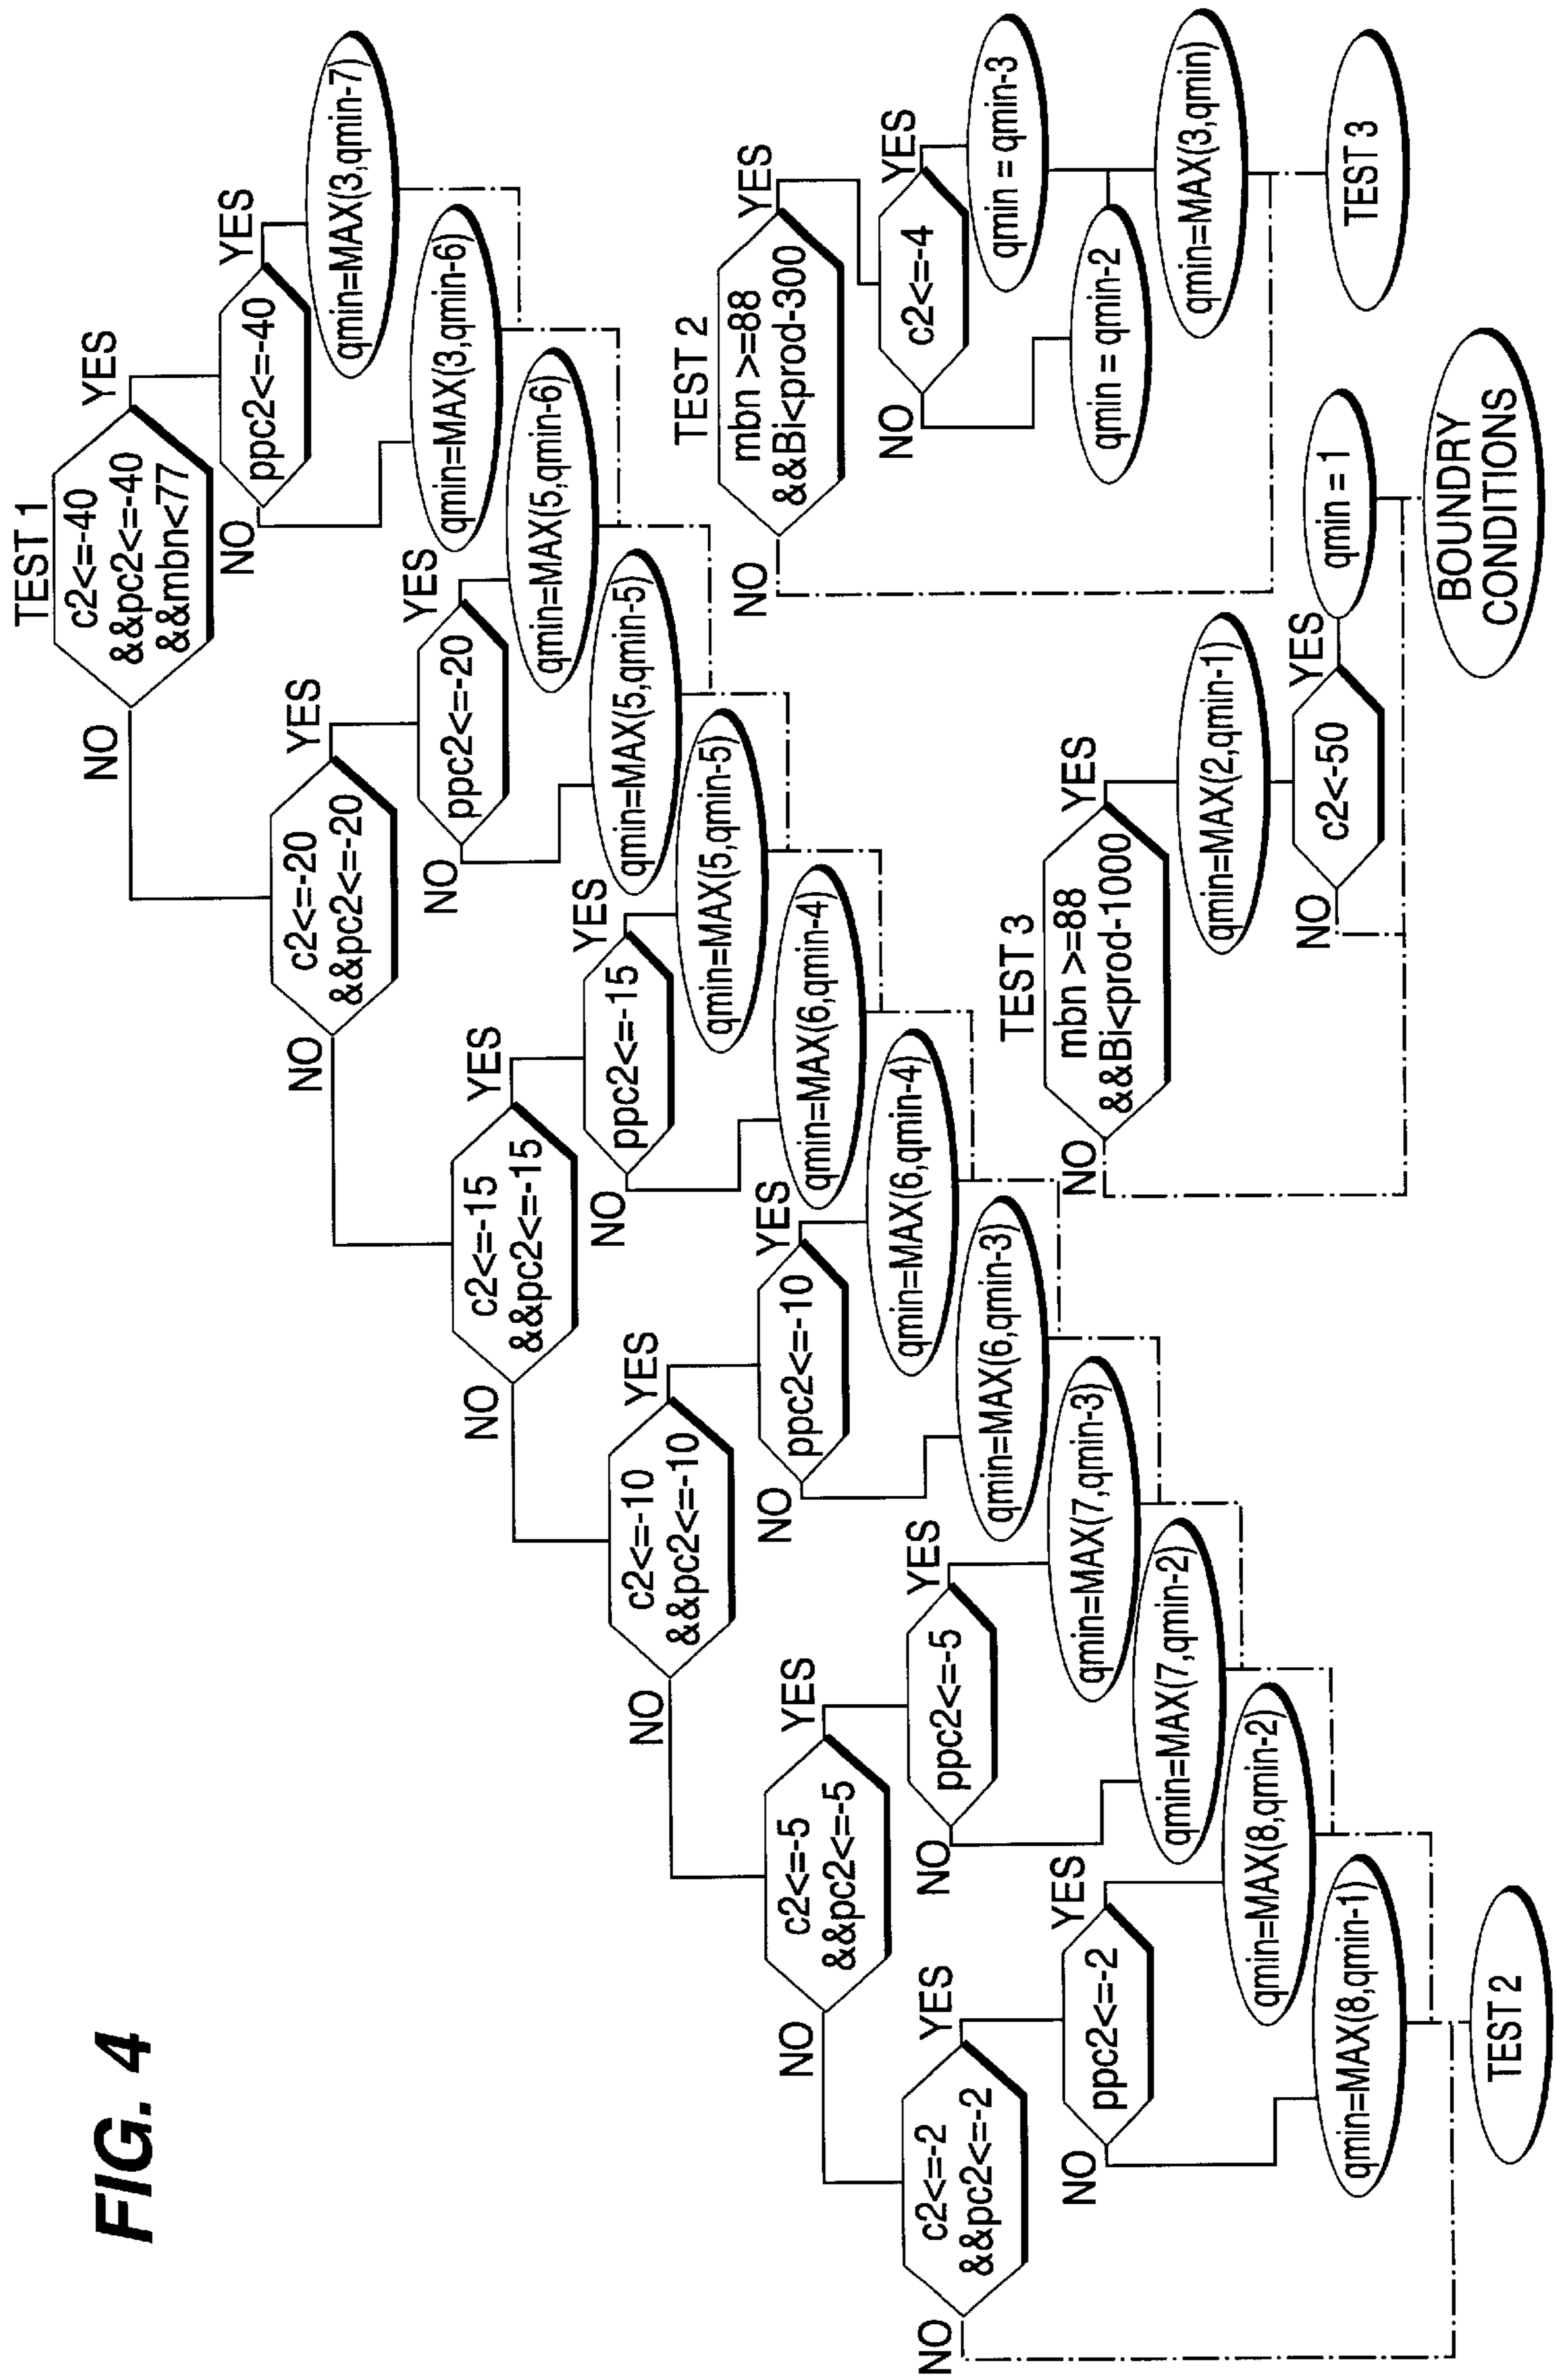 FIG. 4
TEST 1
c2<=-40
&&pc2<=-40
&&mbn<77
YES
NO
ppc2<=-40
YES
NO
qmin=MAX(3,qmin-7)
qmin=MAX(3,qmin-6)
c2<=-20
&&pc2<=-20
YES
NO
ppc2<=-20
YES
NO
qmin=MAX(5,qmin-6)
qmin=MAX(5,qmin-5)
c2<=-15
&&pc2<=-15
YES
NO
ppc2<=-15
YES
NO
qmin=MAX(5,qmin-5)
qmin=MAX(6,qmin-4)
c2<=-10
&&pc2<=-10
YES
NO
ppc2<=-10
YES
NO
qmin=MAX(6,qmin-4)
qmin=MAX(6,qmin-3)
c2<=-5
&&pc2<=-5
YES
NO
ppc2<=-5
YES
NO
qmin=MAX(7,qmin-3)
qmin=MAX(7,qmin-2)
c2<=-2
&&pc2<=-2
YES
NO
ppc2<=-2
YES
NO
qmin=MAX(8,qmin-2)
qmin=MAX(8,qmin-1)
TEST 2
TEST 2
mbn >=88
&&Bi<prod-300
YES
NO
c2<=-4
YES
NO
qmin = qmin-3
qmin = qmin-2
qmin=MAX(3,qmin)
TEST 3
TEST 3
mbn >=88
&&Bi<prod-1000
YES
NO
qmin=MAX(2,qmin-1)
c2<-50
YES
NO
qmin = 1
BOUNDRY
CONDITIONS